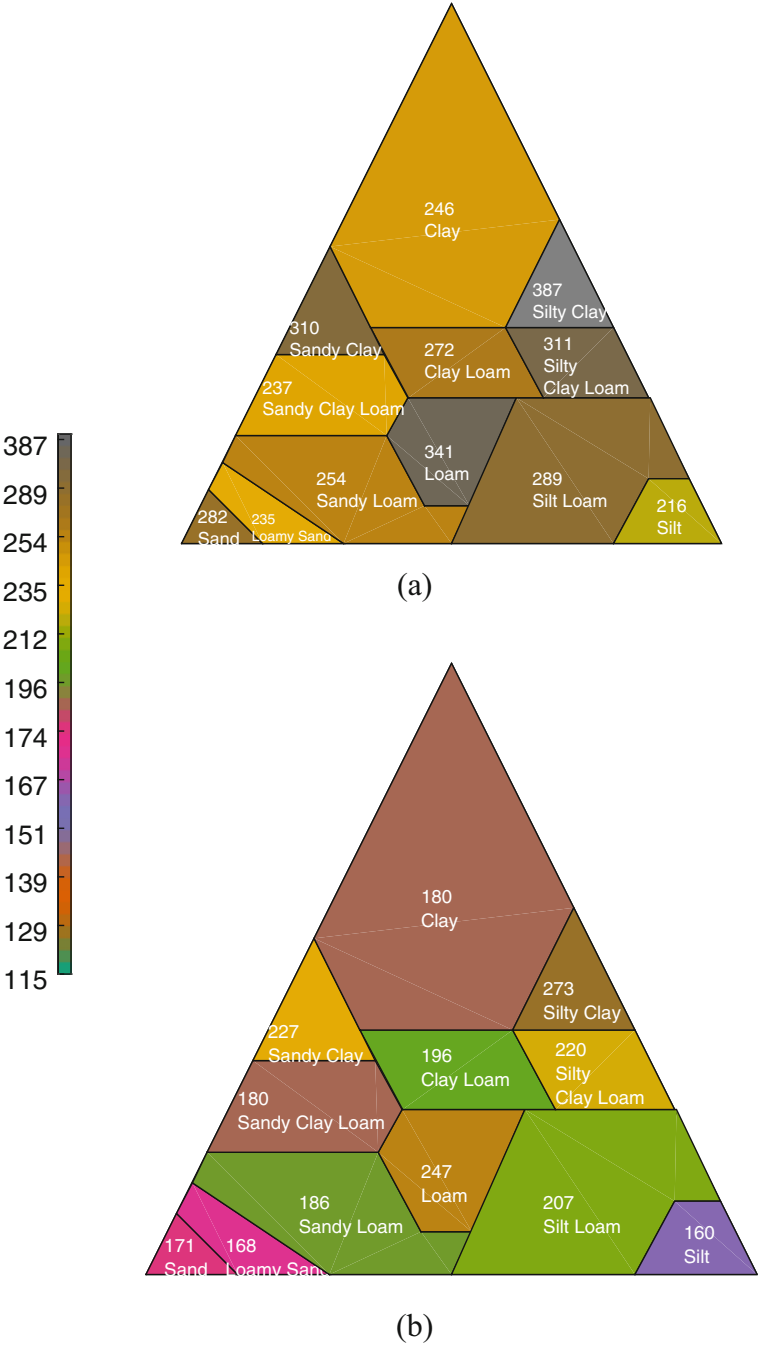 246
Clay
387
Silty Clay
310
Sandy Clay
272
Clay Loam
311
Silty
Clay Loam
237
Sandy Clay Loam
341
Loam
254
Sandy Loam
289
Silt Loam
216
Silt
282
Sand
235
Loamy Sand
(a)
387
289
254
235
212
196
174
167
151
139
129
115
180
Clay
273
Silty Clay
227
Sandy Clay
196
Clay Loam
220
Silty
Clay Loam
180
Sandy Clay Loam
247
Loam
186
Sandy Loam
207
Silt Loam
160
Silt
171
Sand
168
Loamy Sand
(b)